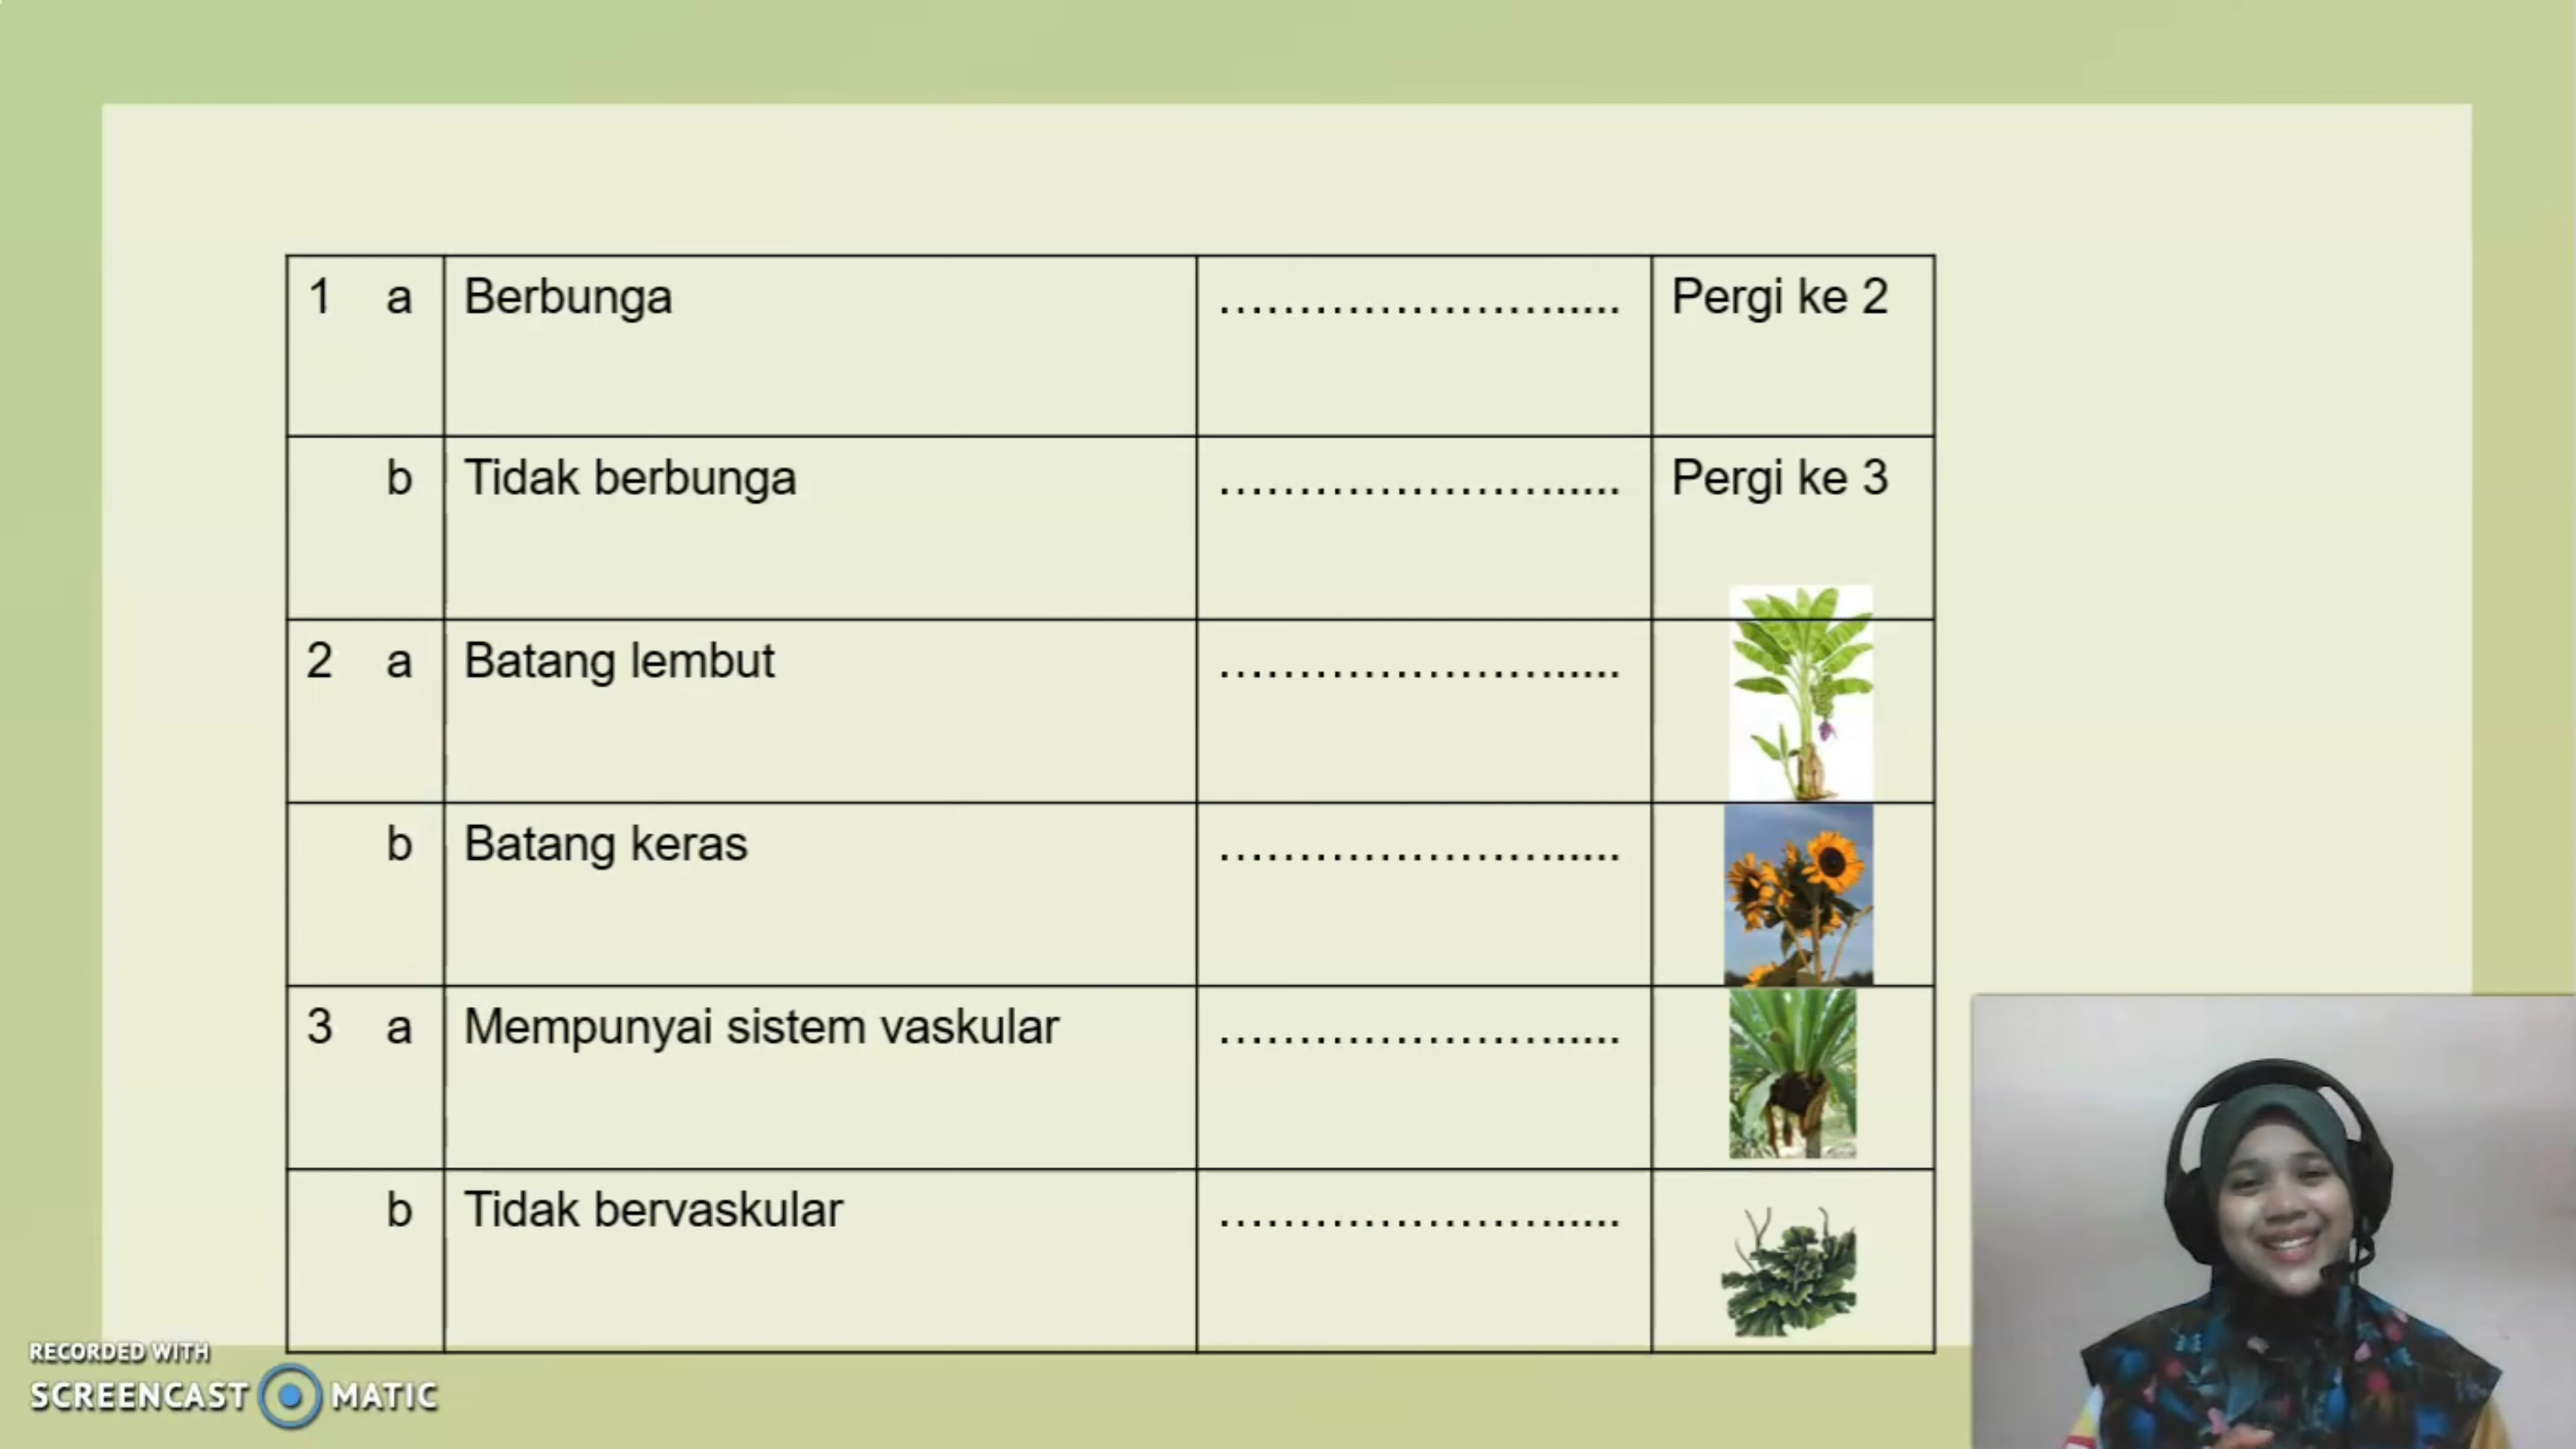 1 a Berbunga ............................ Pergi ke 2
b Tidak berbunga ............................ Pergi ke 3
2 a Batang lembut ............................
b Batang keras ............................
3 a Mempunyai sistem vaskular ............................
b Tidak bervaskular ............................
RECORDED WITH
SCREENCAST MATIC